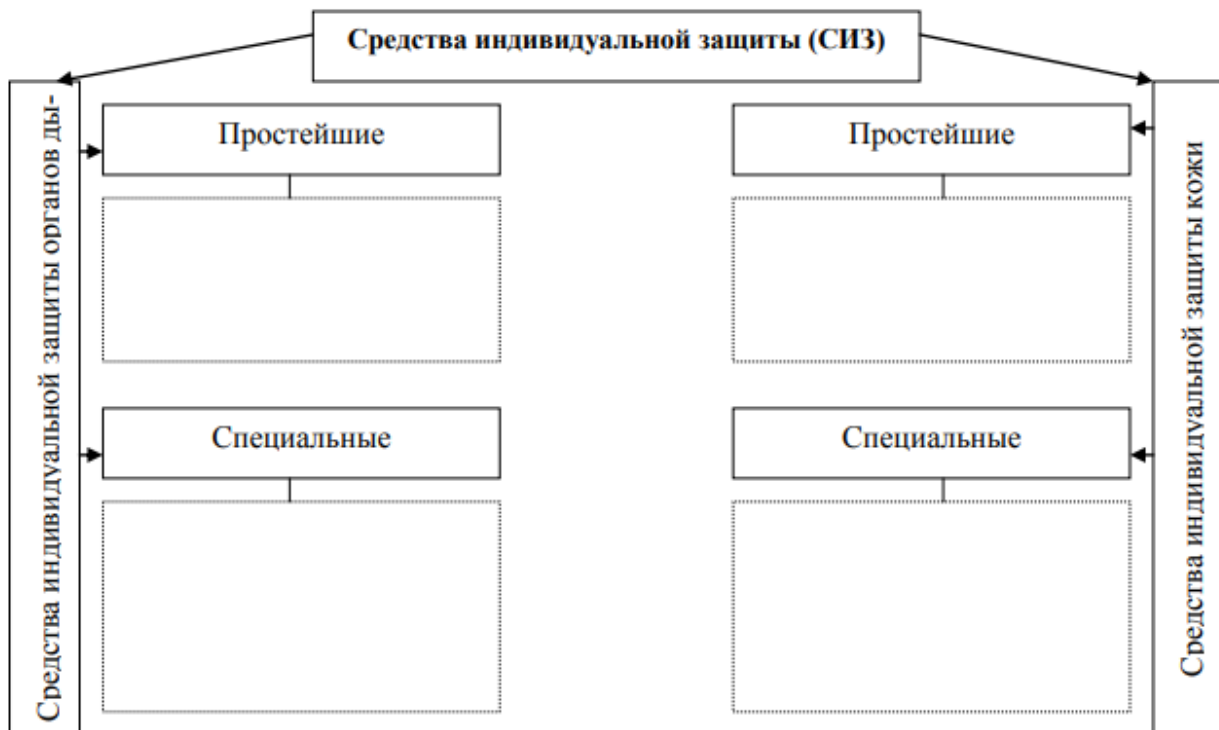 Средства индивидуальной защиты (СИЗ)
Средства индивидуальной защиты органов ды-
Простейшие
Простейшие
Специальные
Специальные
Средства индивидуальной защиты кожи